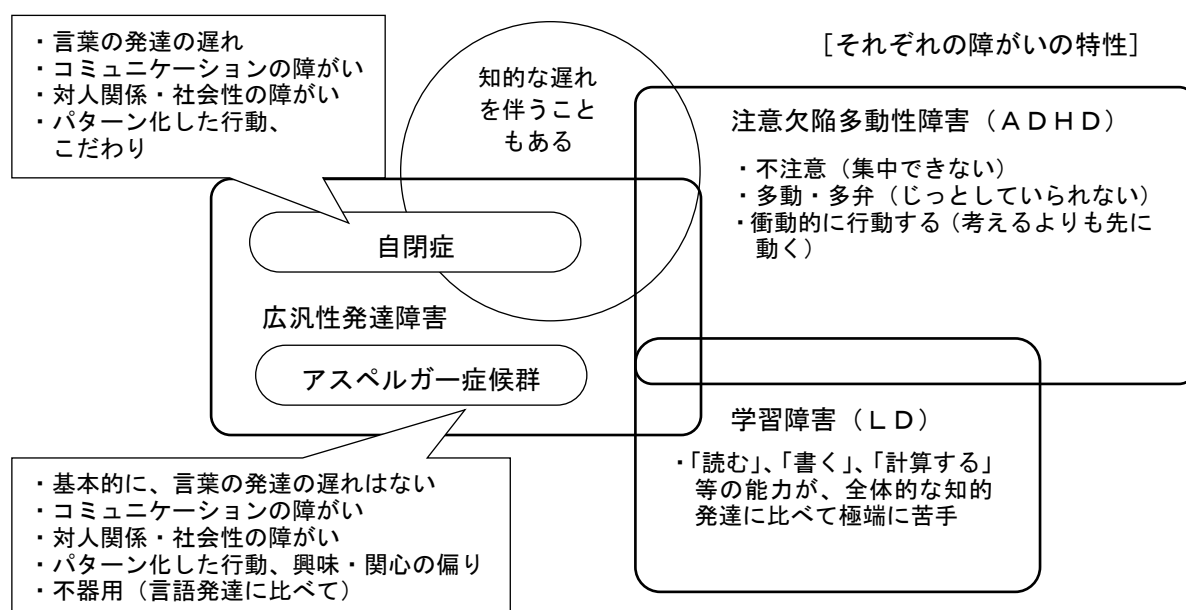 ・言葉の発達の遅れ
・コミュニケーションの障がい
・対人関係・社会性の障がい
・パターン化した行動、
こだわり
知的な遅れ
を伴うこと
もある
[それぞれの障がいの特性]
注意欠陥多動性障害（ＡＤＨＤ）
・不注意（集中できない）
・多動・多弁（じっとしていられない）
・衝動的に行動する（考えるよりも先に
動く）
自閉症
広汎性発達障害
アスペルガー症候群
学習障害（ＬＤ）
・「読む」、「書く」、「計算する」
等の能力が、全体的な知的
発達に比べて極端に苦手
・基本的に、言葉の発達の遅れはない
・コミュニケーションの障がい
・対人関係・社会性の障がい
・パターン化した行動、興味・関心の偏り
・不器用（言語発達に比べて）